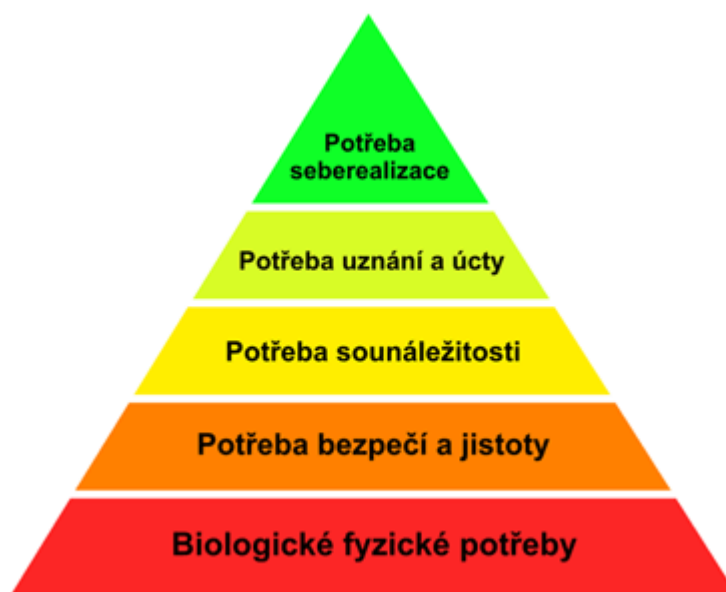 Potřeba
seberealizace
Potřeba uznání a úcty
Potřeba sounáležitosti
Potřeba bezpečí a jistoty
Biologické fyzické potřeby